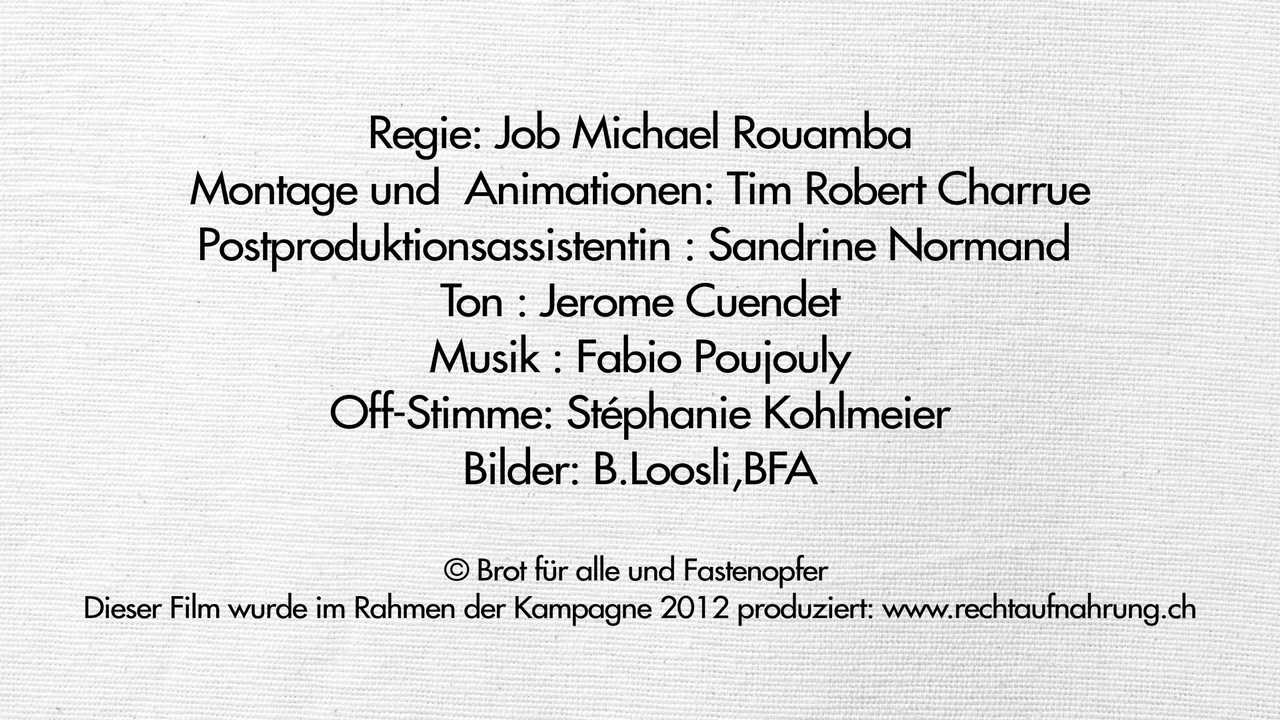 Regie: Job Michael Rouamba
Montage und  Animationen: Tim Robert Charrue
Postproduktionsassistentin : Sandrine Normand
Ton : Jerome Cuendet
Musik : Fabio Poujouly
Off-Stimme: Stéphanie Kohlmeier
Bilder: B.Loosli,BFA
© Brot für alle und Fastenopfer
Dieser Film wurde im Rahmen der Kampagne 2012 produziert: www.rechtaufnahrung.ch